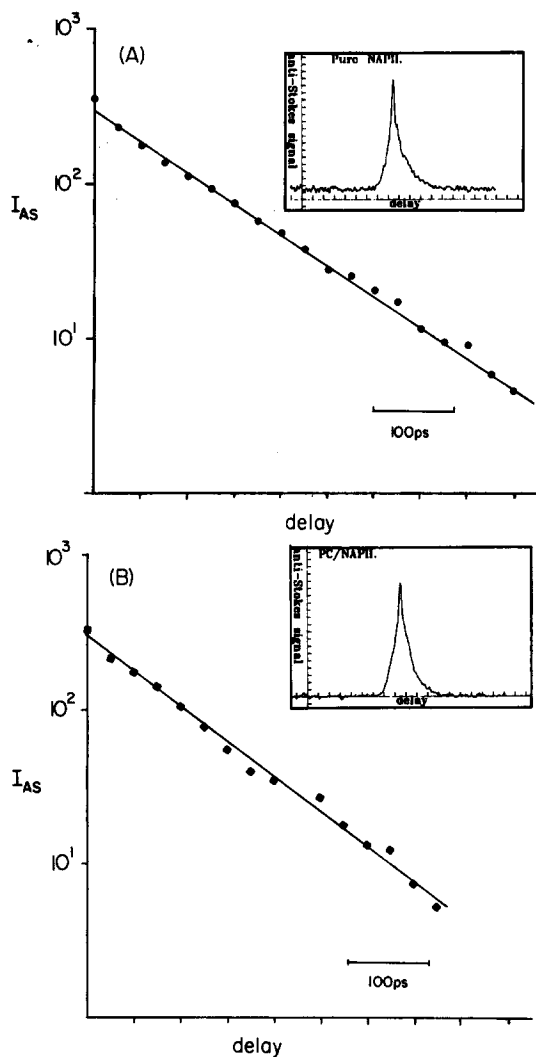 10³
(A)
Pure NAPH.
anti-Stokes signal
10²
delay
I_AS
10¹
100ps
delay
10³
(B)
PC/NAPH.
anti-Stokes signal
10²
delay
I_AS
10¹
100ps
delay